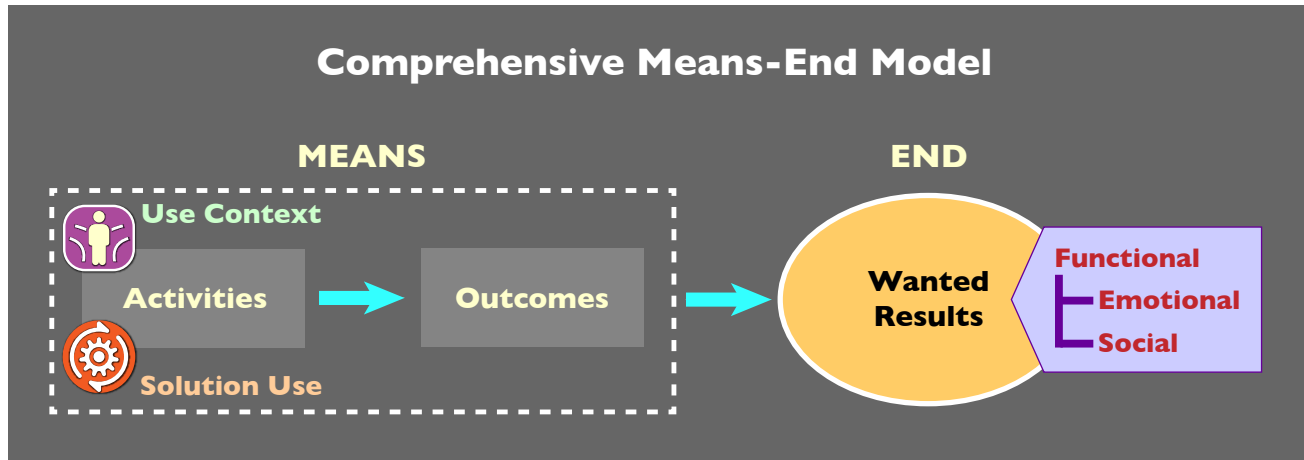 Comprehensive Means-End Model
MEANS
END
Use Context
Activities
Outcomes
Solution Use
Wanted
Results
Functional
Emotional
Social